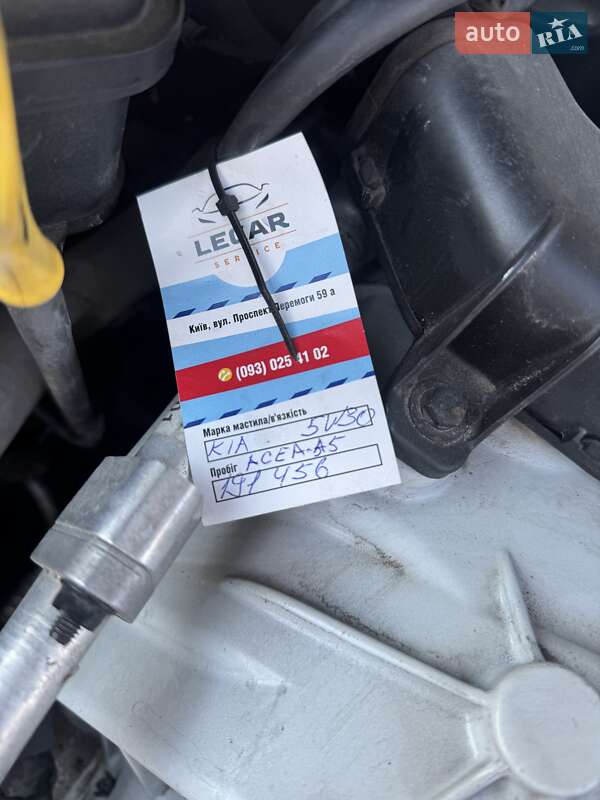 auto RIA .com
LEGAR
SERVICE
Київ, вул. Проспект Перемоги 59 а
(093) 025 41 02
Марка мастила/в'язкість
KIA 5W30
Пробіг ACEA-A5
456